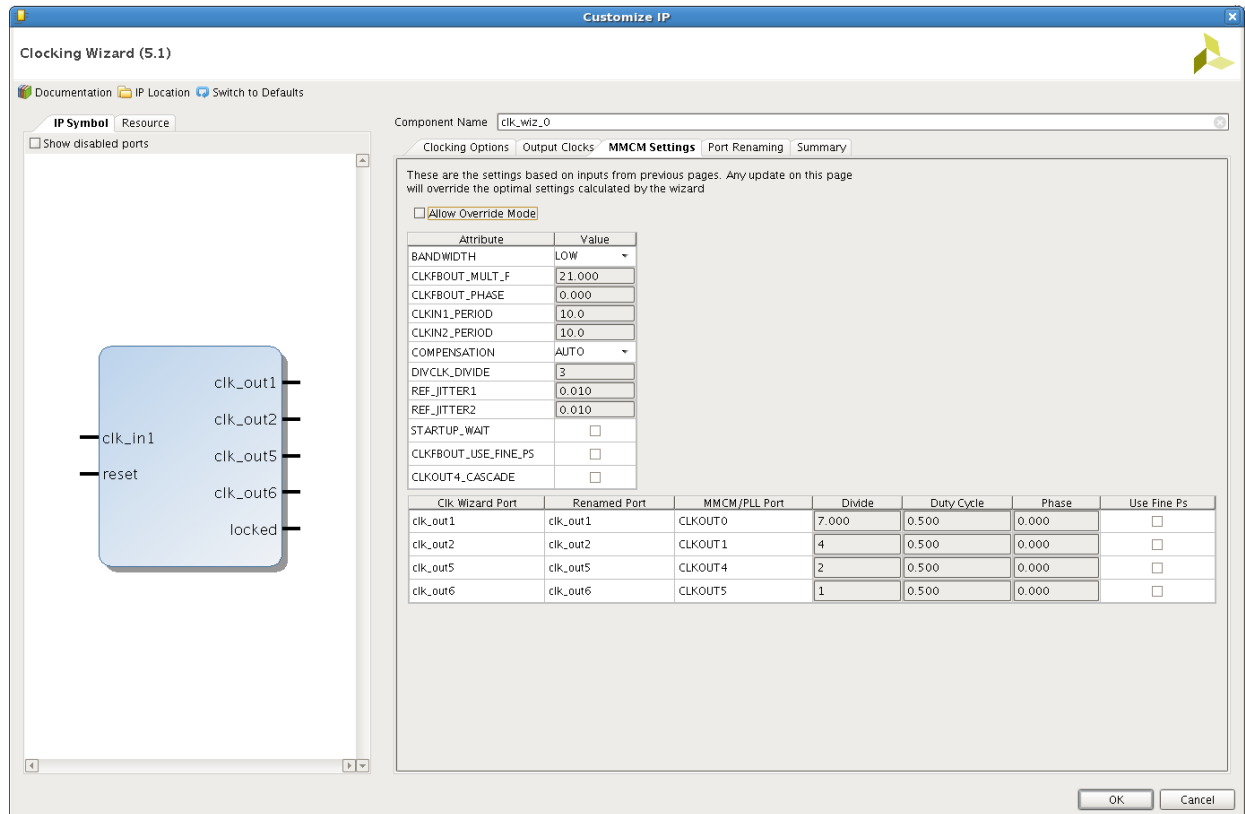 Customize IP
Clocking Wizard (5.1)
Documentation IP Location Switch to Defaults
IP Symbol Resource
Show disabled ports
clk_in1
reset
clk_out1
clk_out2
clk_out5
clk_out6
locked
Component Name clk_wiz_0
Clocking Options Output Clocks MMCM Settings Port Renaming Summary
These are the settings based on inputs from previous pages. Any update on this page
will override the optimal settings calculated by the wizard
Allow Override Mode
Attribute Value
BANDWIDTH LOW
CLKFBOUT_MULT_F 21.000
CLKFBOUT_PHASE 0.000
CLKIN1_PERIOD 10.0
CLKIN2_PERIOD 10.0
COMPENSATION AUTO
DIVCLK_DIVIDE 3
REF_JITTER1 0.010
REF_JITTER2 0.010
STARTUP_WAIT
CLKFBOUT_USE_FINE_PS
CLKOUT4_CASCADE
Clk Wizard Port Renamed Port MMCM/PLL Port Divide Duty Cycle Phase Use Fine Ps
clk_out1 clk_out1 CLKOUT0 7.000 0.500 0.000
clk_out2 clk_out2 CLKOUT1 4 0.500 0.000
clk_out5 clk_out5 CLKOUT4 2 0.500 0.000
clk_out6 clk_out6 CLKOUT5 1 0.500 0.000
OK Cancel